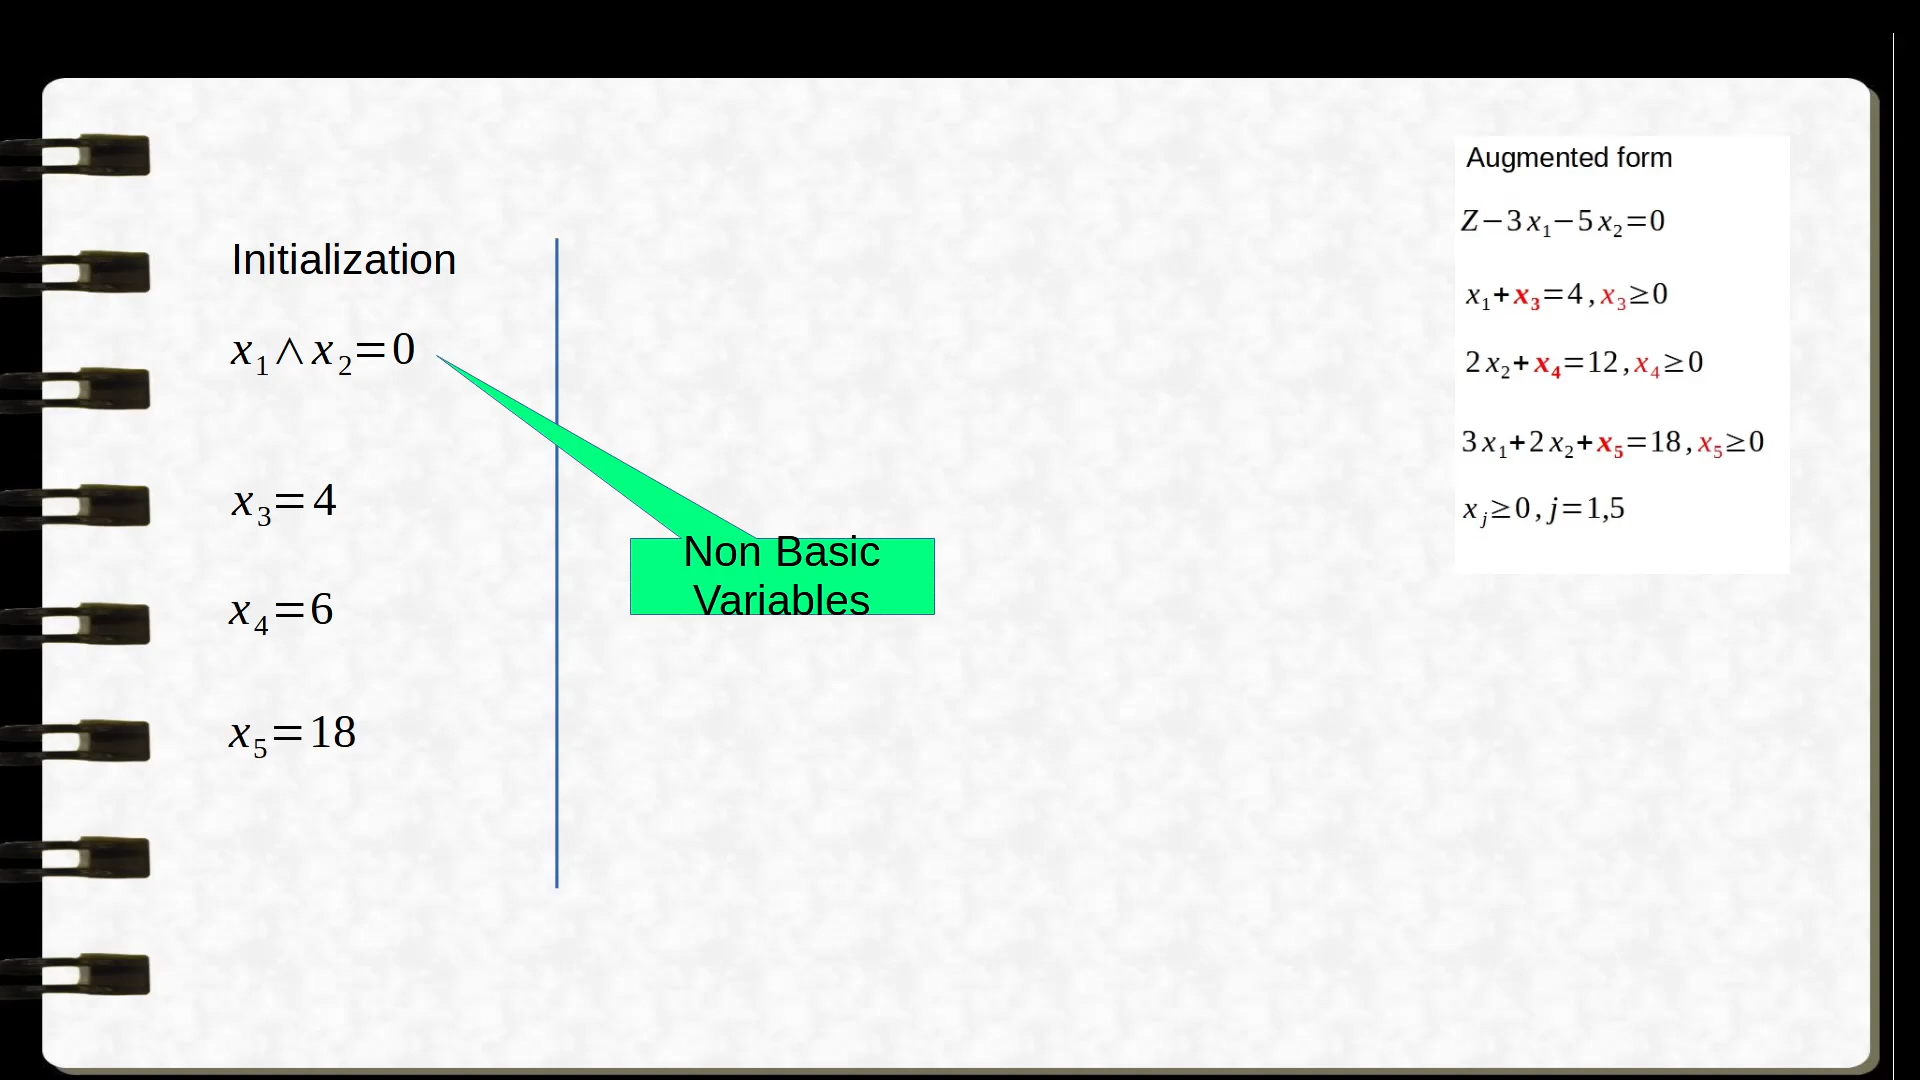 Initialization
x₁∧x₂=0
x₃=4
x₄=6
x₅=18
Non Basic
Variables
Augmented form
Z−3x₁−5x₂=0
x₁+x₃=4, x₃≥0
2x₂+x₄=12, x₄≥0
3x₁+2x₂+x₅=18, x₅≥0
xⱼ≥0, j=1,5